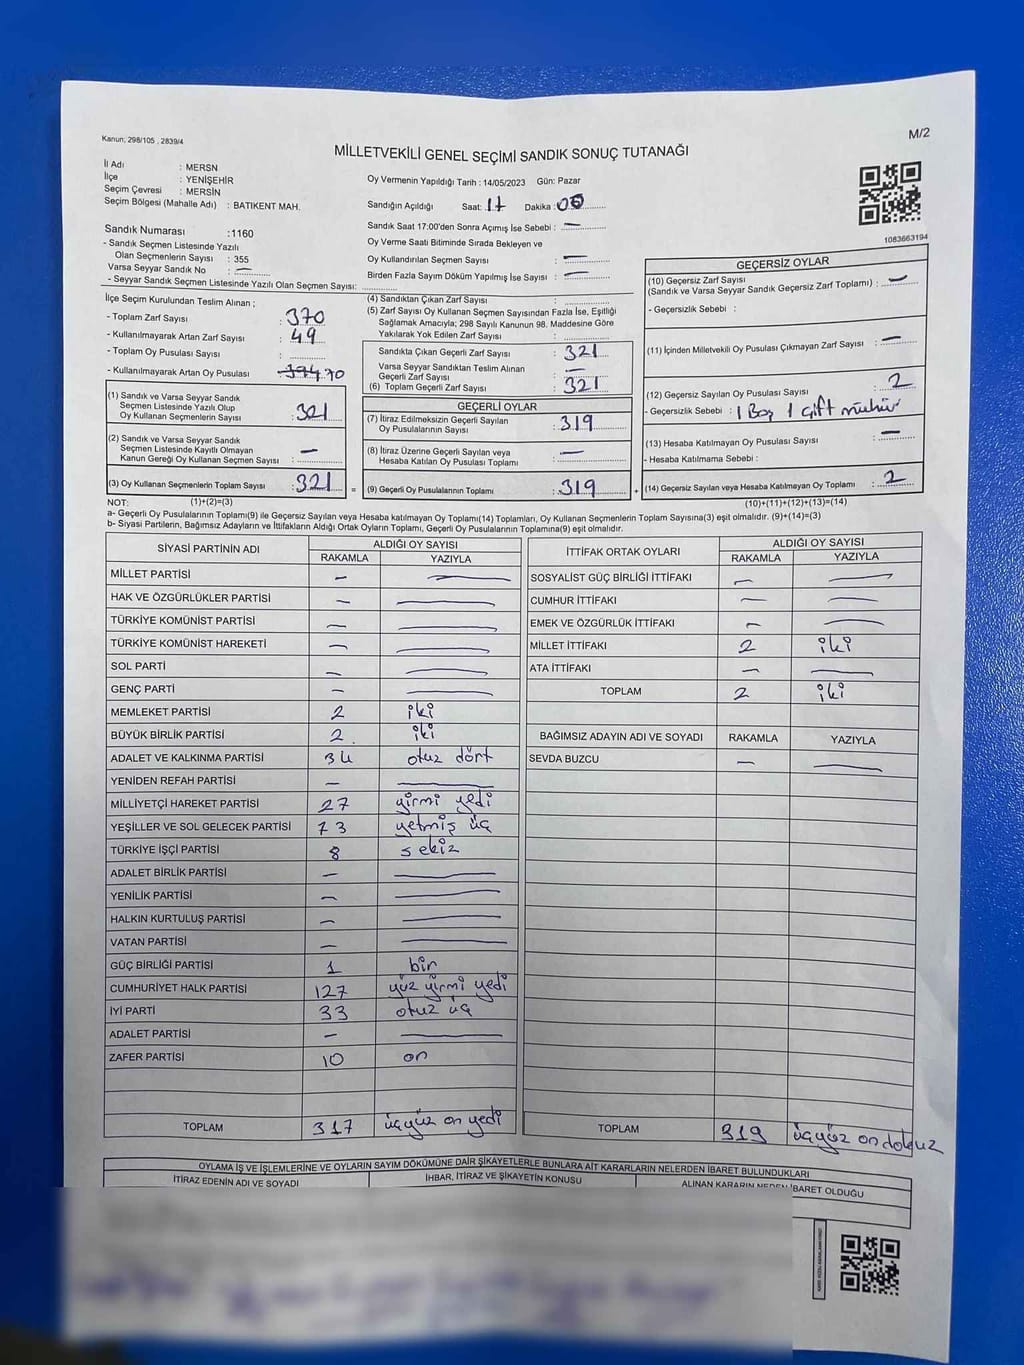 Kanun; 298/105 , 2839/4
M/2
MİLLETVEKİLİ GENEL SEÇİMİ SANDIK SONUÇ TUTANAĞI
İl Adı : MERSN
İlçe : YENİŞEHİR
Seçim Çevresi : MERSİN
Seçim Bölgesi (Mahalle Adı) : BATIKENT MAH.
Sandık Numarası :1160
- Sandık Seçmen Listesinde Yazılı
Olan Seçmenlerin Sayısı : 355
Varsa Seyyar Sandık No : —
- Seyyar Sandık Seçmen Listesinde Yazılı Olan Seçmen Sayısı:
Oy Vermenin Yapıldığı Tarih : 14/05/2023 Gün: Pazar
Sandığın Açıldığı Saat: 17 Dakika : 00
Sandık Saat 17:00'den Sonra Açımış İse Sebebi : —
Oy Verme Saati Bitiminde Sırada Bekleyen ve
Oy Kullandırılan Seçmen Sayısı : —
Birden Fazla Sayım Döküm Yapılmış İse Sayısı : —
1083663194
İlçe Seçim Kurulundan Teslim Alınan ;
- Toplam Zarf Sayısı : 370
- Kullanılmayarak Artan Zarf Sayısı : 49
- Toplam Oy Pusulası Sayısı :
- Kullanılmayarak Artan Oy Pusulası 70
(1) Sandık ve Varsa Seyyar Sandık
Seçmen Listesinde Yazılı Olup
Oy Kullanan Seçmenlerin Sayısı : 321
(2) Sandık ve Varsa Seyyar Sandık
Seçmen Listesinde Kayıtlı Olmayan
Kanun Gereği Oy Kullanan Seçmen Sayısı : —
(3) Oy Kullanan Seçmenlerin Toplam Sayısı : 321
(4) Sandıktan Çıkan Zarf Sayısı :
(5) Zarf Sayısı Oy Kullanan Seçmen Sayısından Fazla İse, Eşitliği
Sağlamak Amacıyla; 298 Sayılı Kanunun 98. Maddesine Göre
Yakılarak Yok Edilen Zarf Sayısı :
Sandıkta Çıkan Geçerli Zarf Sayısı : 321
Varsa Seyyar Sandıktan Teslim Alınan
Geçerli Zarf Sayısı : —
(6) Toplam Geçerli Zarf Sayısı : 321
GEÇERLİ OYLAR
(7) İtiraz Edilmeksizin Geçerli Sayılan
Oy Pusulalarının Sayısı : 319
(8) İtiraz Üzerine Geçerli Sayılan veya
Hesaba Katılan Oy Pusulası Toplamı : —
= (9) Geçerli Oy Pusulalarının Toplamı : 319 +
GEÇERSİZ OYLAR
(10) Geçersiz Zarf Sayısı
(Sandık ve Varsa Seyyar Sandık Geçersiz Zarf Toplamı) : —
- Geçersizlik Sebebi :
(11) İçinden Milletvekili Oy Pusulası Çıkmayan Zarf Sayısı : —
(12) Geçersiz Sayılan Oy Pusulası Sayısı : 2
- Geçersizlik Sebebi : 1 Boş 1 çift mühür
(13) Hesaba Katılmayan Oy Pusulası Sayısı : —
- Hesaba Katılmama Sebebi :
(14) Geçersiz Sayılan veya Hesaba Katılmayan Oy Toplamı : 2
NOT: (1)+(2)=(3)
(10)+(11)+(12)+(13)=(14)
a- Geçerli Oy Pusulalarının Toplamı(9) ile Geçersiz Sayılan veya Hesaba katılmayan Oy Toplamı(14) Toplamları, Oy Kullanan Seçmenlerin Toplam Sayısına(3) eşit olmalıdır. (9)+(14)=(3)
b- Siyasi Partilerin, Bağımsız Adayların ve İttifakların Aldığı Ortak Oyların Toplamı, Geçerli Oy Pusulalarının Toplamına(9) eşit olmalıdır.
SİYASİ PARTİNİN ADI ALDIĞI OY SAYISI
RAKAMLA YAZIYLA
MİLLET PARTİSİ — —
HAK VE ÖZGÜRLÜKLER PARTİSİ — —
TÜRKİYE KOMÜNİST PARTİSİ — —
TÜRKİYE KOMÜNİST HAREKETİ — —
SOL PARTİ — —
GENÇ PARTİ — —
MEMLEKET PARTİSİ 2 iki
BÜYÜK BİRLİK PARTİSİ 2 iki
ADALET VE KALKINMA PARTİSİ 34 otuz dört
YENİDEN REFAH PARTİSİ — —
MİLLİYETÇİ HAREKET PARTİSİ 27 yirmi yedi
YEŞİLLER VE SOL GELECEK PARTİSİ 73 yetmiş üç
TÜRKİYE İŞÇİ PARTİSİ 8 sekiz
ADALET BİRLİK PARTİSİ — —
YENİLİK PARTİSİ — —
HALKIN KURTULUŞ PARTİSİ — —
VATAN PARTİSİ — —
GÜÇ BİRLİĞİ PARTİSİ 1 bir
CUMHURİYET HALK PARTİSİ 127 yüz yirmi yedi
İYİ PARTİ 33 otuz üç
ADALET PARTİSİ — —
ZAFER PARTİSİ 10 on
TOPLAM 317 üçyüz on yedi
İTTİFAK ORTAK OYLARI ALDIĞI OY SAYISI
RAKAMLA YAZIYLA
SOSYALİST GÜÇ BİRLİĞİ İTTİFAKI — —
CUMHUR İTTİFAKI — —
EMEK VE ÖZGÜRLÜK İTTİFAKI — —
MİLLET İTTİFAKI 2 iki
ATA İTTİFAKI — —
TOPLAM 2 iki
BAĞIMSIZ ADAYIN ADI VE SOYADI RAKAMLA YAZIYLA
SEVDA BUZCU — —
TOPLAM 319 üçyüz on dokuz
OYLAMA İŞ VE İŞLEMLERİNE VE OYLARIN SAYIM DÖKÜMÜNE DAİR ŞİKAYETLERLE BUNLARA AİT KARARLARIN NELERDEN İBARET BULUNDUKLARI
İTİRAZ EDENİN ADI VE SOYADI İHBAR, İTİRAZ VE ŞİKAYETİN KONUSU ALINAN KARARIN NEDEN İBARET OLDUĞU